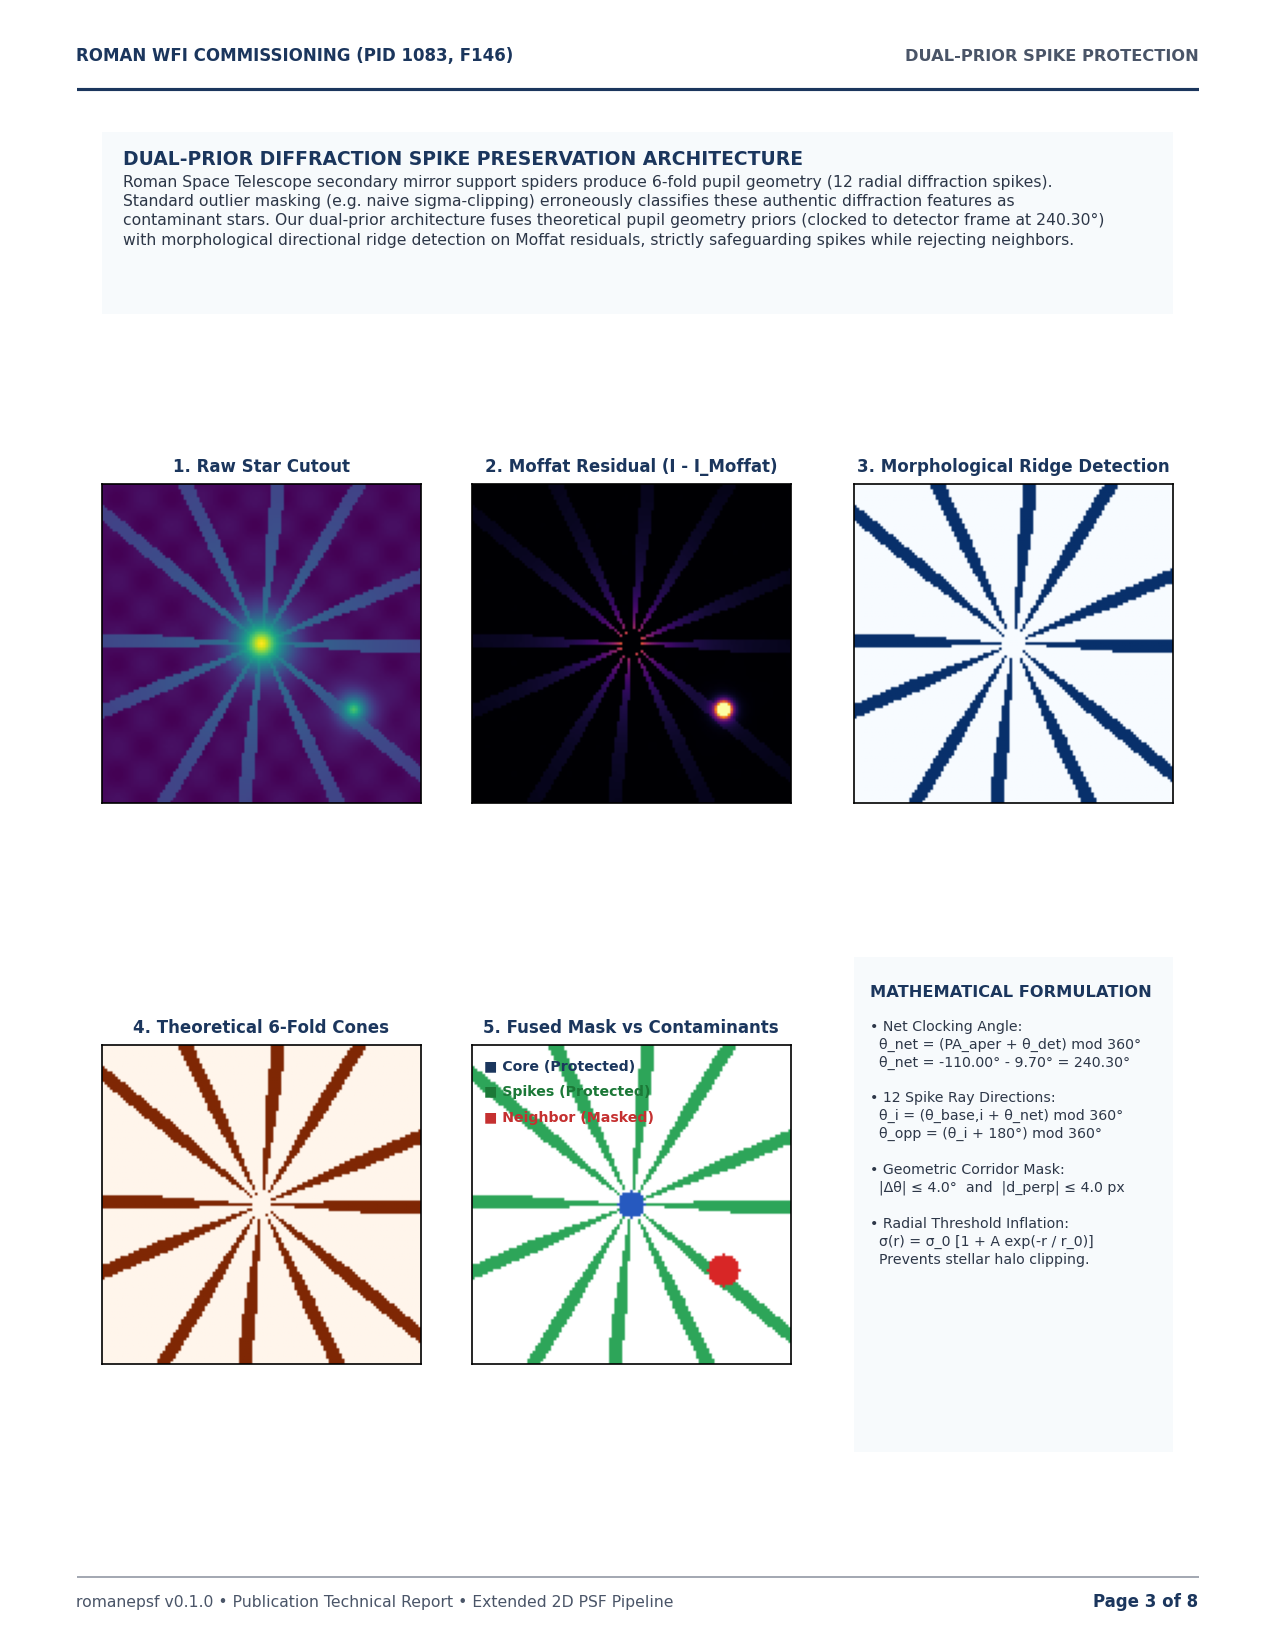 ROMAN WFI COMMISSIONING (PID 1083, F146)
DUAL-PRIOR SPIKE PROTECTION
DUAL-PRIOR DIFFRACTION SPIKE PRESERVATION ARCHITECTURE
Roman Space Telescope secondary mirror support spiders produce 6-fold pupil geometry (12 radial diffraction spikes).
Standard outlier masking (e.g. naive sigma-clipping) erroneously classifies these authentic diffraction features as
contaminant stars. Our dual-prior architecture fuses theoretical pupil geometry priors (clocked to detector frame at 240.30°)
with morphological directional ridge detection on Moffat residuals, strictly safeguarding spikes while rejecting neighbors.
1. Raw Star Cutout
2. Moffat Residual (I - I_Moffat)
3. Morphological Ridge Detection
4. Theoretical 6-Fold Cones
5. Fused Mask vs Contaminants
■ Core (Protected)
■ Spikes (Protected)
■ Neighbor (Masked)
MATHEMATICAL FORMULATION
• Net Clocking Angle:
θ_net = (PA_aper + θ_det) mod 360°
θ_net = -110.00° - 9.70° = 240.30°
• 12 Spike Ray Directions:
θ_i = (θ_base,i + θ_net) mod 360°
θ_opp = (θ_i + 180°) mod 360°
• Geometric Corridor Mask:
|Δθ| ≤ 4.0° and |d_perp| ≤ 4.0 px
• Radial Threshold Inflation:
σ(r) = σ_0 [1 + A exp(-r / r_0)]
Prevents stellar halo clipping.
romanepsf v0.1.0 • Publication Technical Report • Extended 2D PSF Pipeline
Page 3 of 8